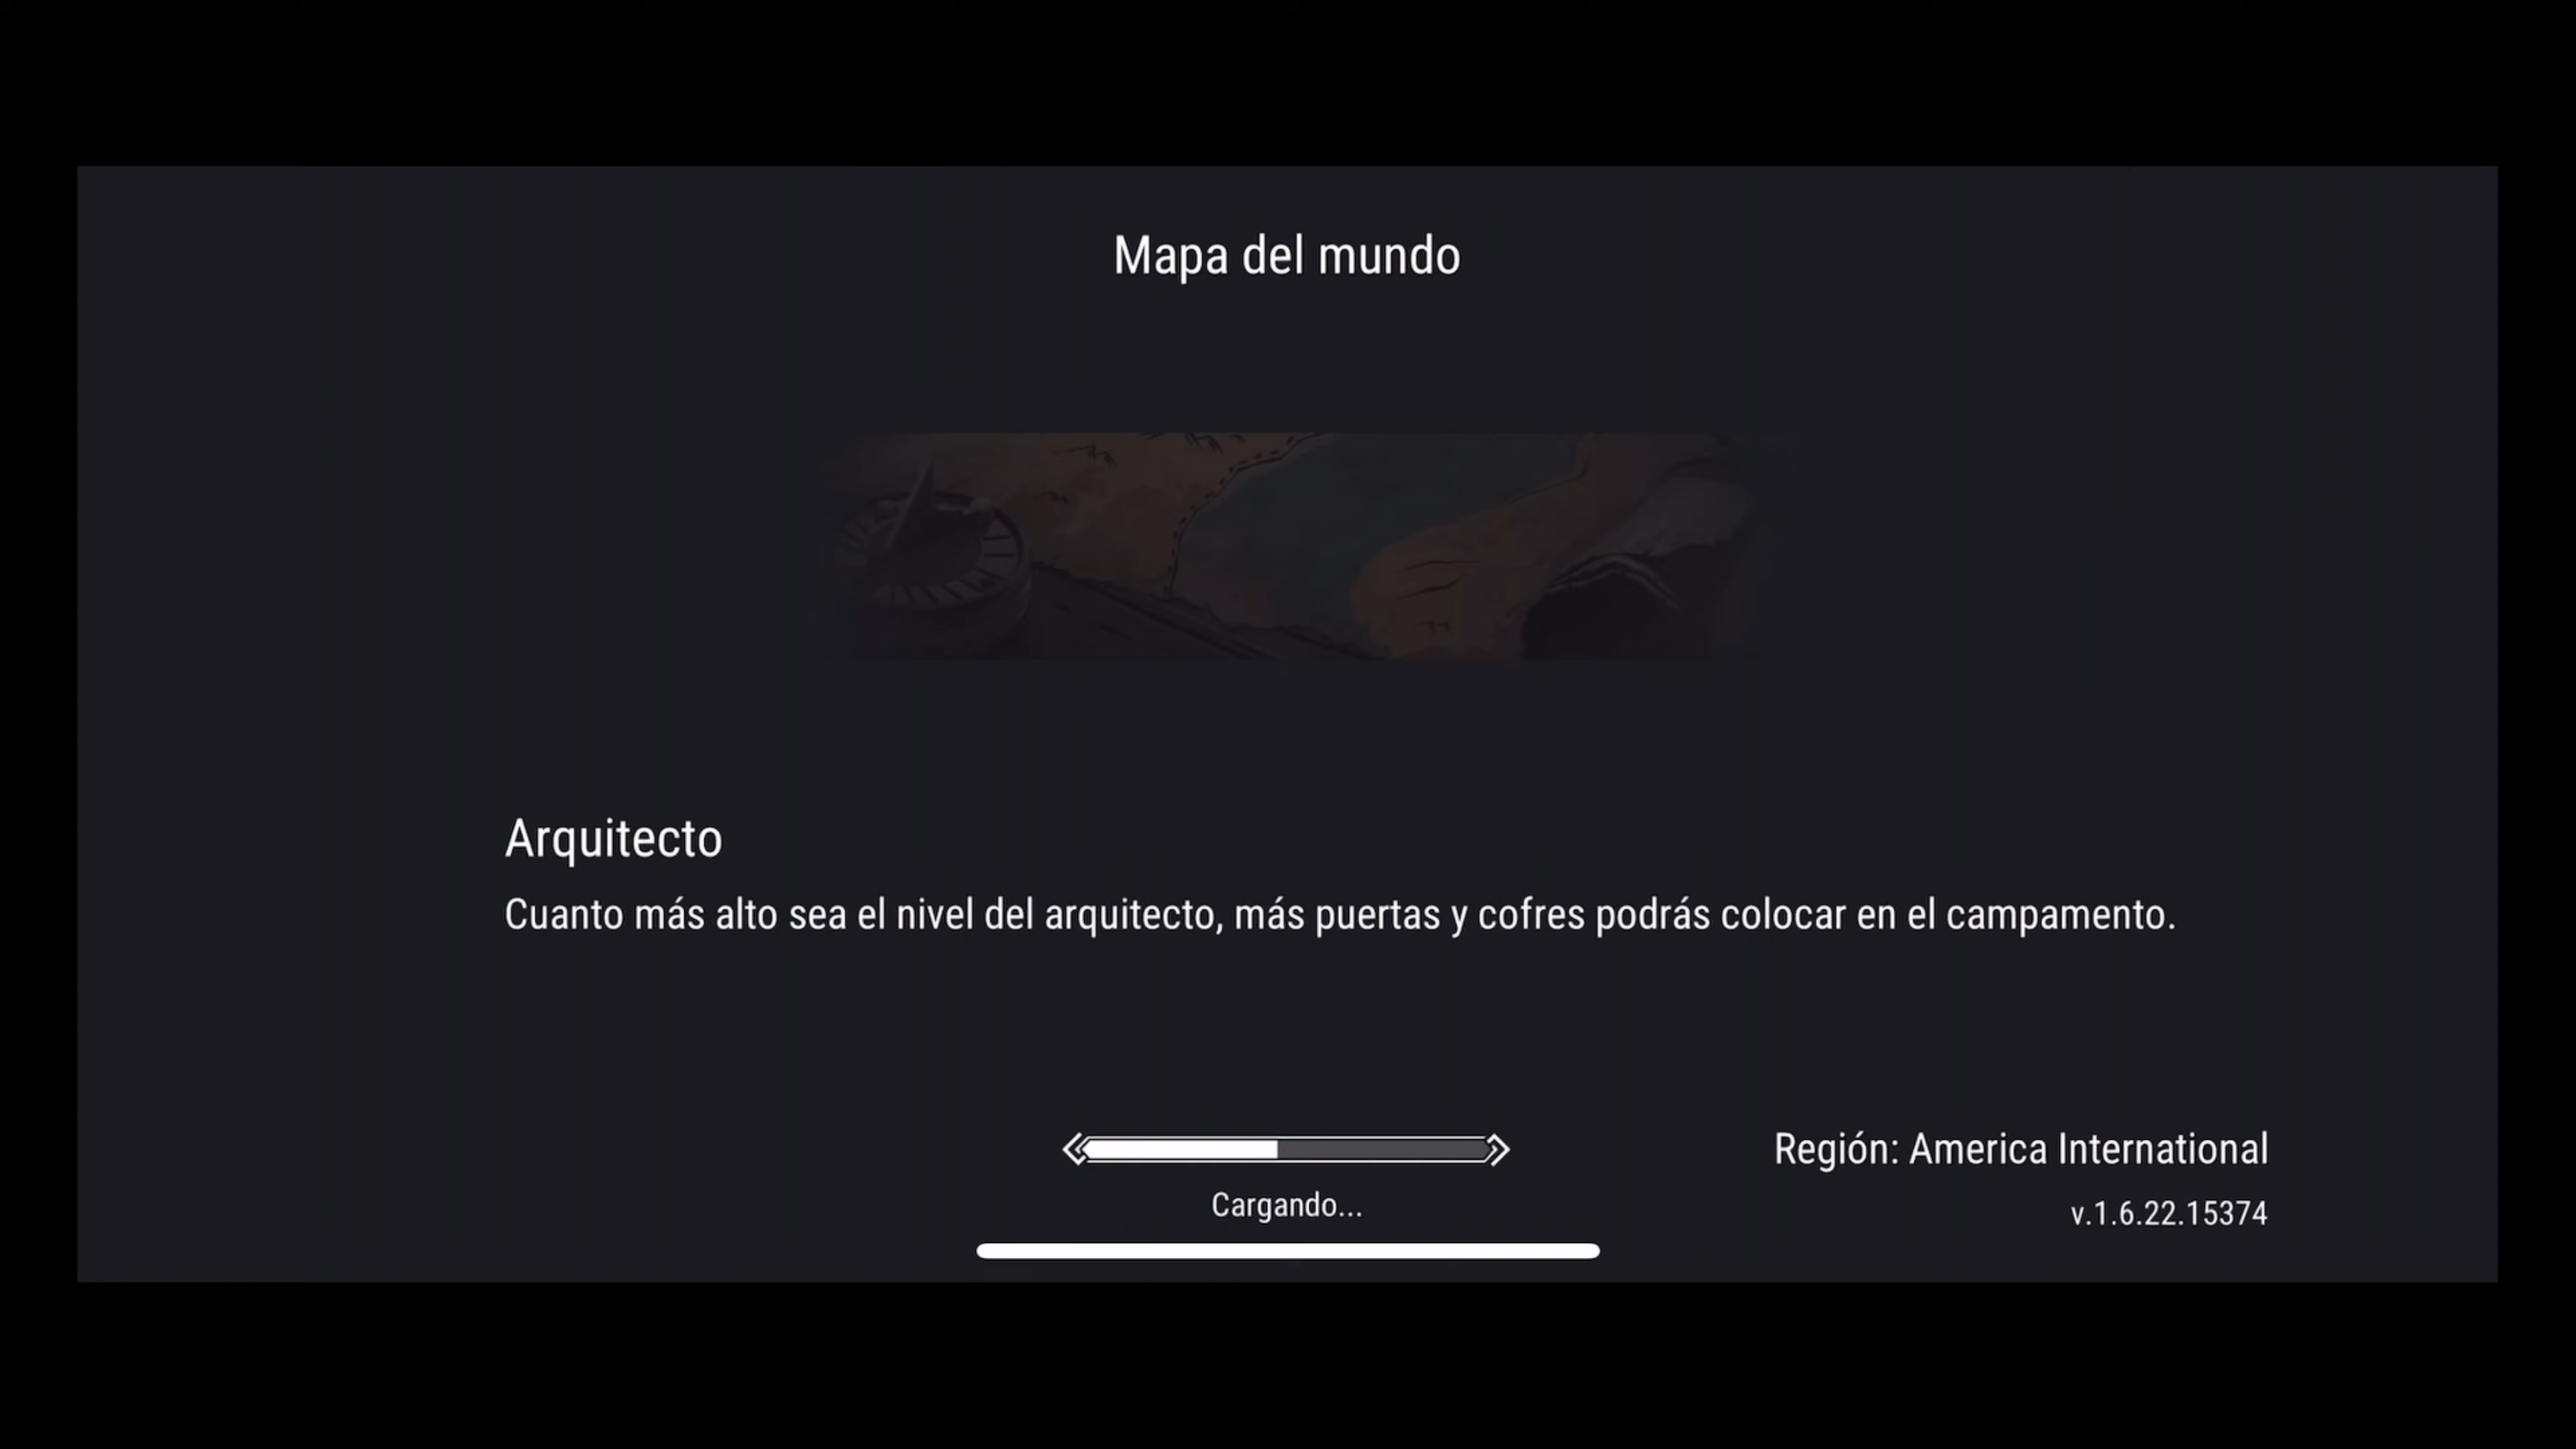 Mapa del mundo
Arquitecto
Cuanto más alto sea el nivel del arquitecto, más puertas y cofres podrás colocar en el campamento.
Región: America International
Cargando...
v.1.6.22.15374